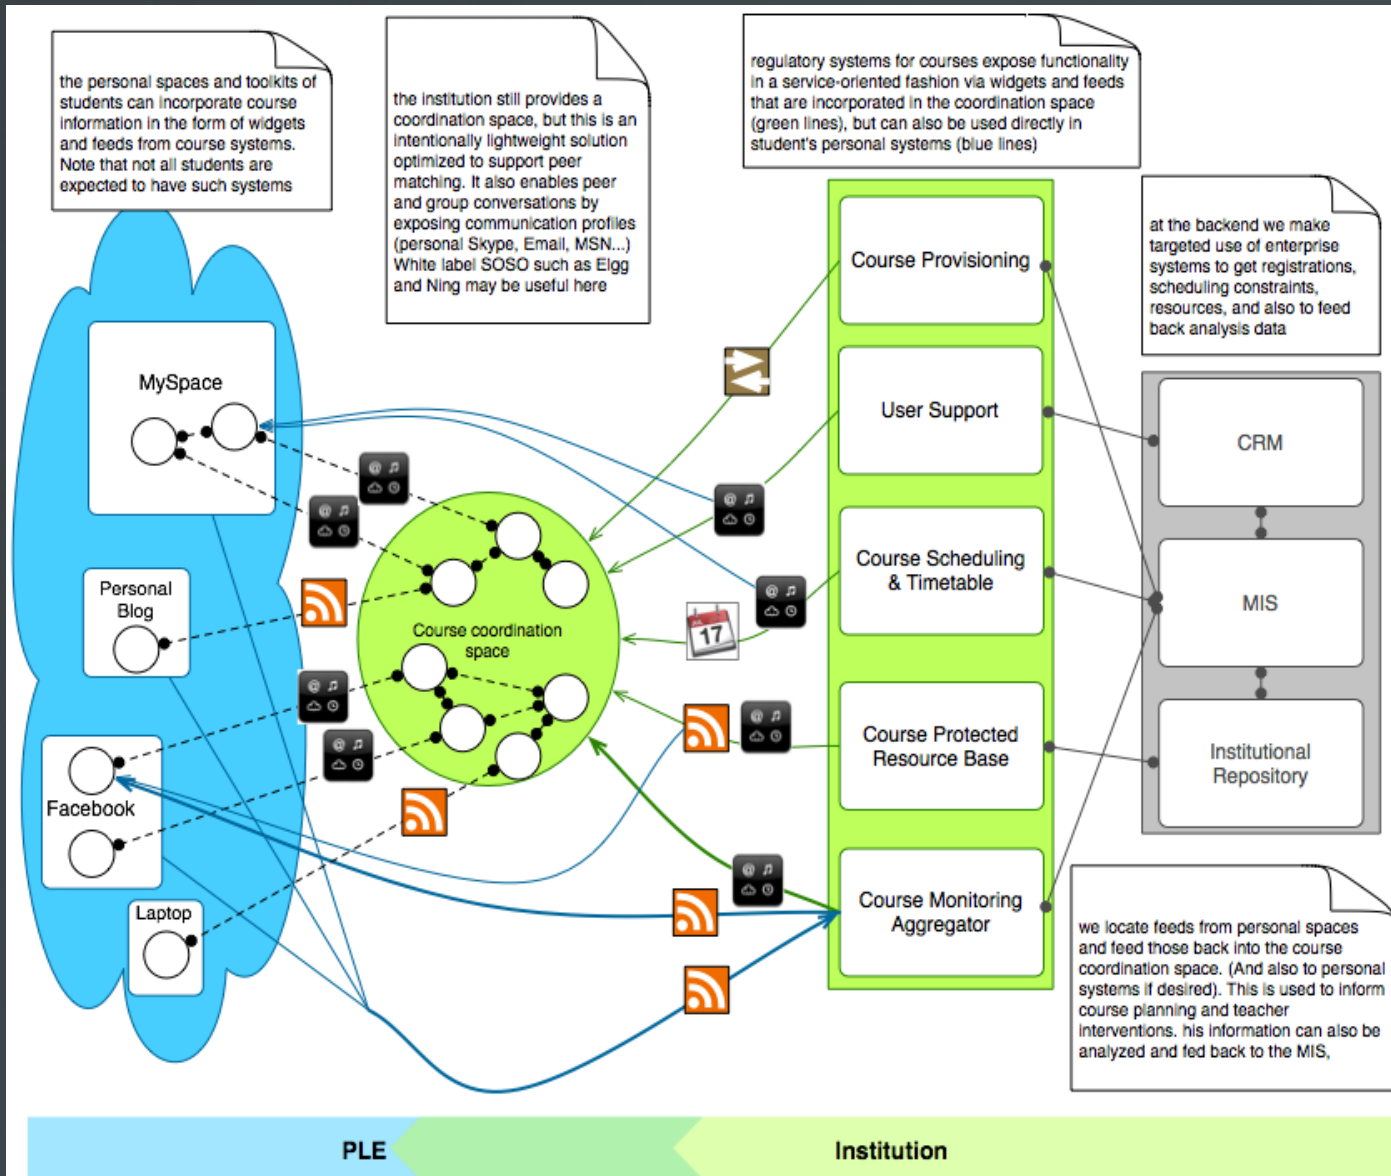 the personal spaces and toolkits of
students can incorporate course
information in the form of widgets
and feeds from course systems.
Note that not all students are
expected to have such systems
the institution still provides a
coordination space, but this is an
intentionally lightweight solution
optimized to support peer
matching. It also enables peer
and group conversations by
exposing communication profiles
(personal Skype, Email, MSN...)
White label SOSO such as Elgg
and Ning may be useful here
regulatory systems for courses expose functionality
in a service-oriented fashion via widgets and feeds
that are incorporated in the coordination space
(green lines), but can also be used directly in
student's personal systems (blue lines)
at the backend we make
targeted use of enterprise
systems to get registrations,
scheduling constraints,
resources, and also to feed
back analysis data
MySpace
Personal
Blog
Facebook
Laptop
Course coordination
space
17
Course Provisioning
User Support
Course Scheduling
& Timetable
Course Protected
Resource Base
Course Monitoring
Aggregator
CRM
MIS
Institutional
Repository
we locate feeds from personal spaces
and feed those back into the course
coordination space. (And also to personal
systems if desired). This is used to inform
course planning and teacher
interventions. his information can also be
analyzed and fed back to the MIS,
PLE
Institution